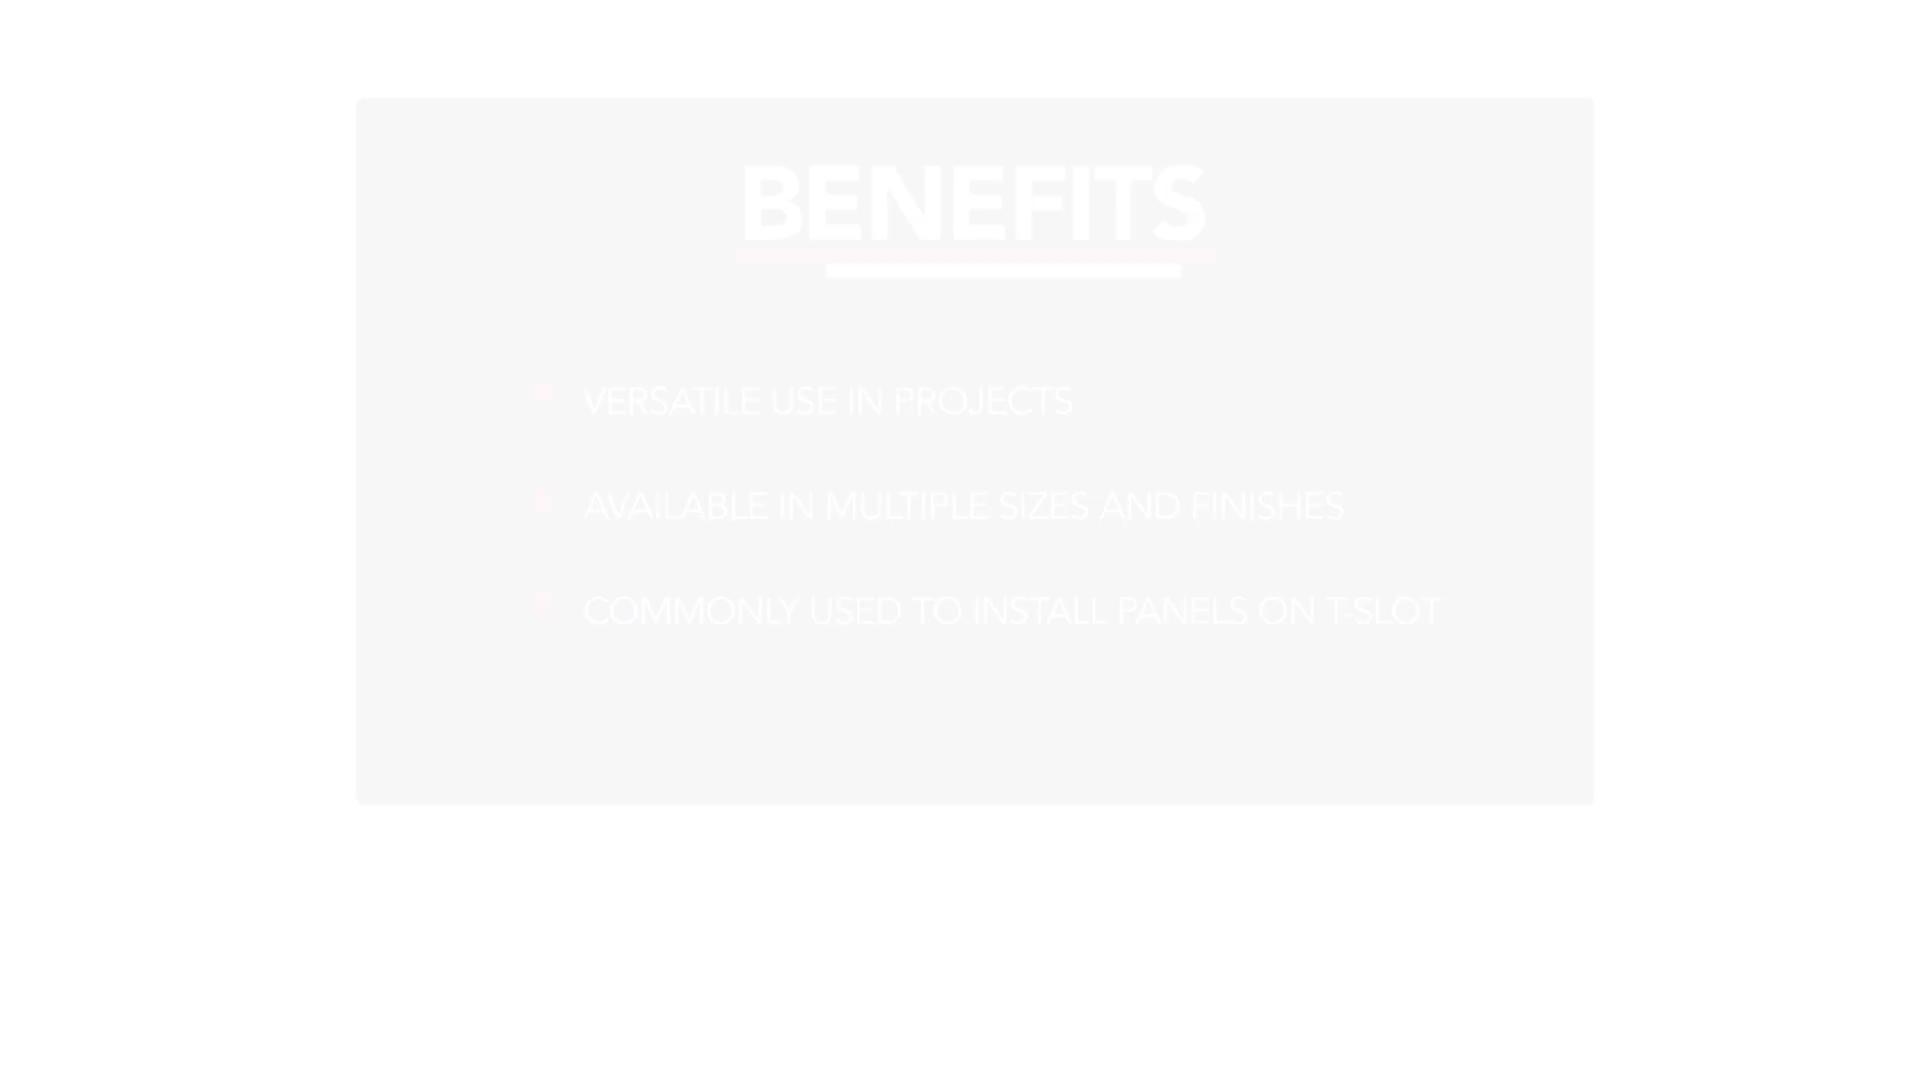 BENEFITS
VERSATILE USE IN PROJECTS
AVAILABLE IN MULTIPLE SIZES AND FINISHES
COMMONLY USED TO INSTALL PANELS ON T-SLOT